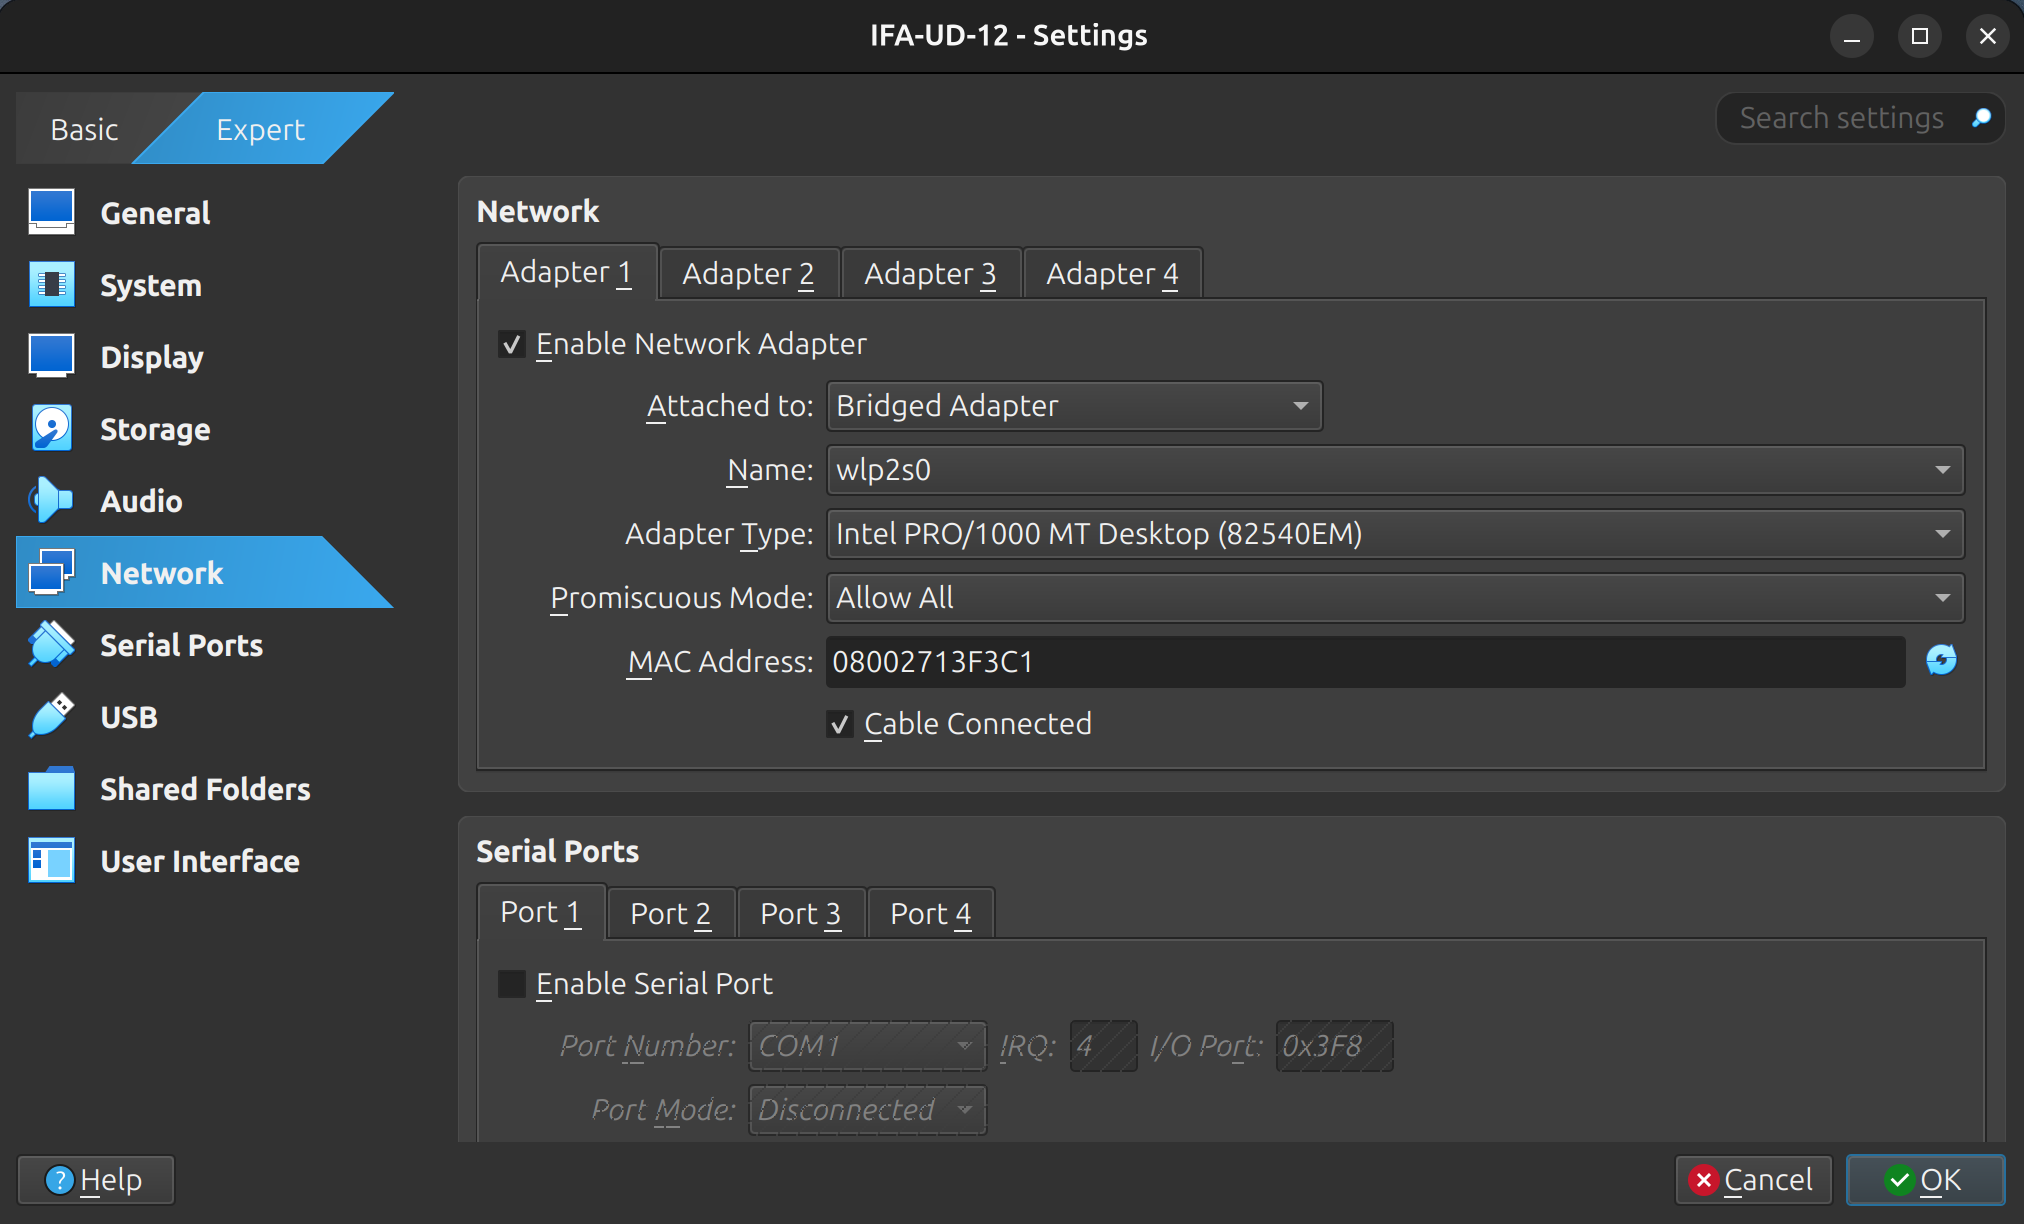 IFA-UD-12 - Settings
Basic
Expert
Search settings
General
System
Display
Storage
Audio
Network
Serial Ports
USB
Shared Folders
User Interface
Network
Adapter 1
Adapter 2
Adapter 3
Adapter 4
Enable Network Adapter
Attached to: Bridged Adapter
Name: wlp2s0
Adapter Type: Intel PRO/1000 MT Desktop (82540EM)
Promiscuous Mode: Allow All
MAC Address: 08002713F3C1
Cable Connected
Serial Ports
Port 1
Port 2
Port 3
Port 4
Enable Serial Port
Port Number: COM1 IRQ: 4 I/O Port: 0x3F8
Port Mode: Disconnected
Help
Cancel
OK